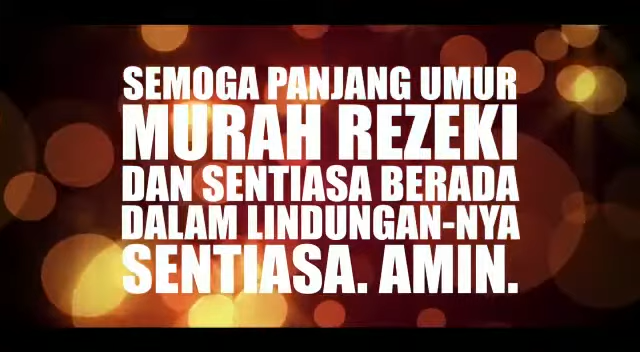 SEMOGA PANJANG UMUR
MURAH REZEKI
DAN SENTIASA BERADA
DALAM LINDUNGAN-NYA
SENTIASA. AMIN.